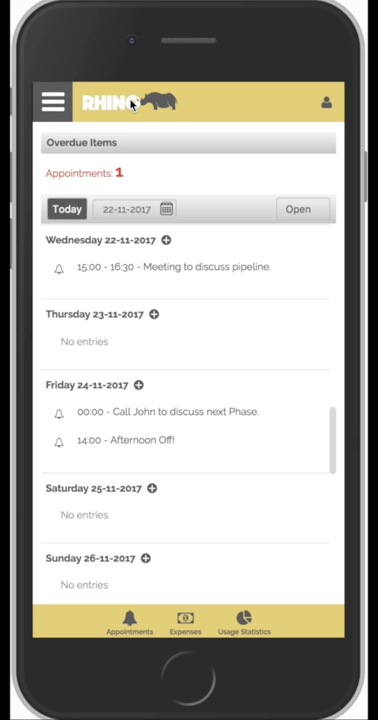 RHINO
Overdue Items
Appointments: 1
Today 22-11-2017 Open
Wednesday 22-11-2017
15:00 - 16:30 - Meeting to discuss pipeline.
Thursday 23-11-2017
No entries
Friday 24-11-2017
00:00 - Call John to discuss next Phase.
14:00 - Afternoon Off!
Saturday 25-11-2017
No entries
Sunday 26-11-2017
No entries
Appointments Expenses Usage Statistics